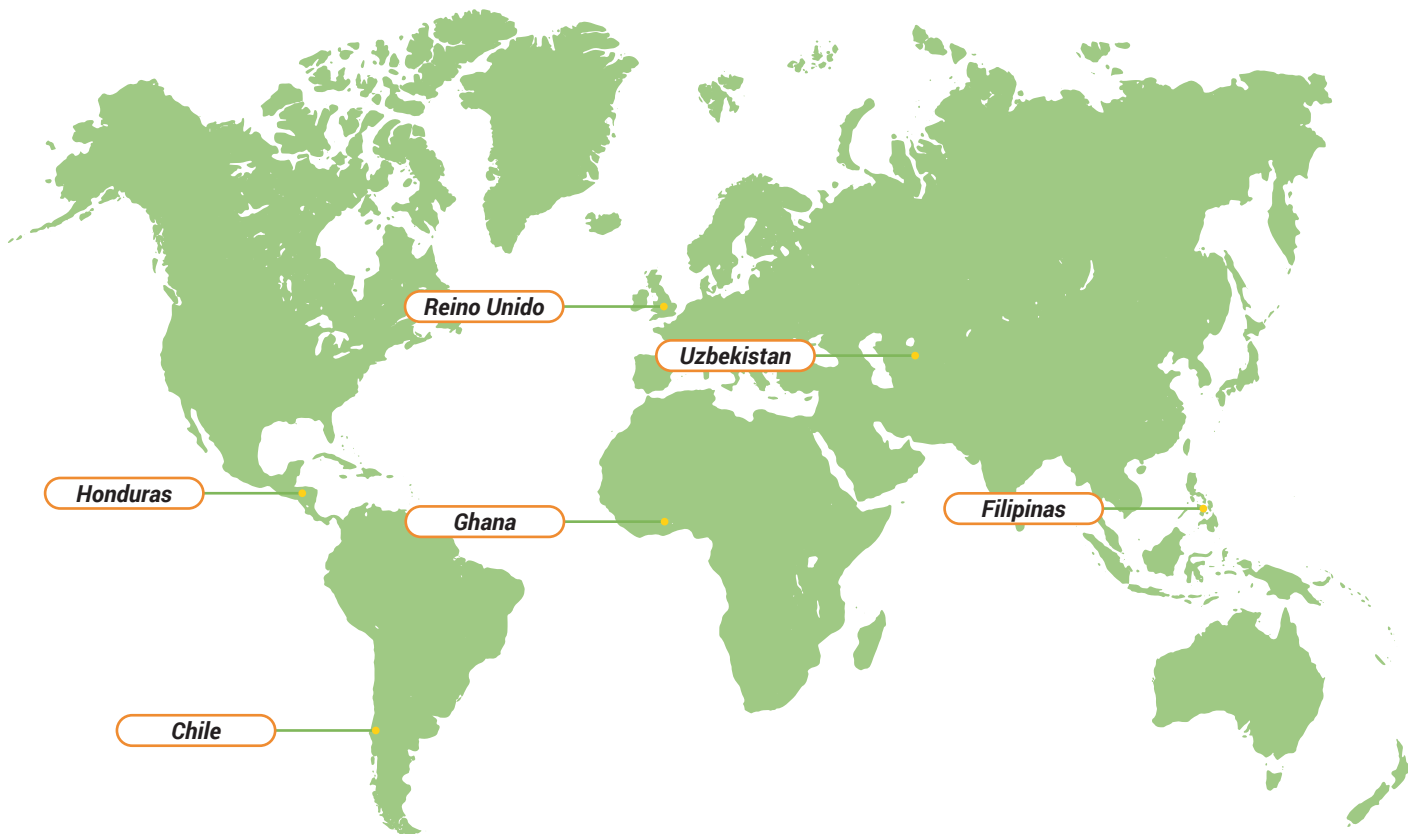 Reino Unido
Uzbekistan
Honduras
Ghana
Filipinas
Chile